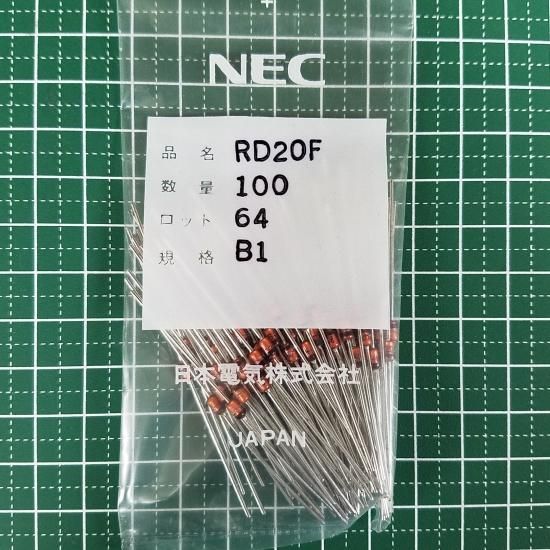 NEC
品名 RD20F
数量 100
ロット 64
規格 B1
日本電気株式会社
JAPAN